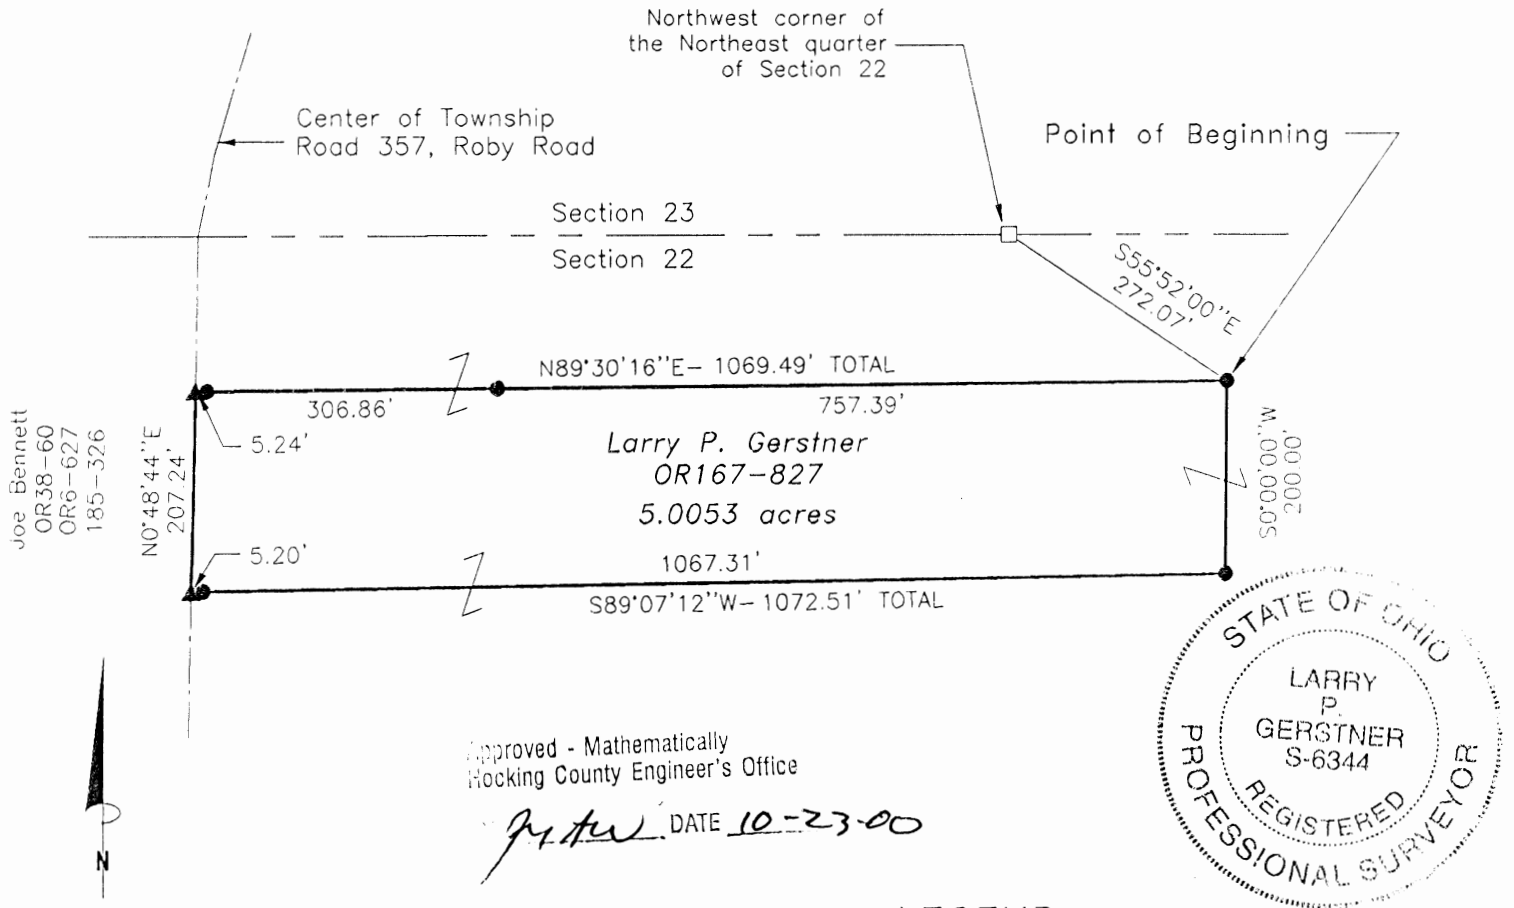 Northwest corner of
the Northeast quarter
of Section 22
Center of Township
Road 357, Roby Road
Point of Beginning
Section 23
Section 22
S55°52'00"E
272.07'
N89°30'16"E- 1069.49' TOTAL
306.86'
757.39'
5.24'
Joe Bennett
OR38-60
OR6-627
185-326
N0°48'44"E
207.24'
Larry P. Gerstner
OR167-827
5.0053 acres
S0°00'00"W
200.00'
5.20'
1067.31'
S89°07'12"W- 1072.51' TOTAL
STATE OF OHIO
LARRY
P.
GERSTNER
S-6344
REGISTERED
PROFESSIONAL SURVEYOR
Approved - Mathematically
Hocking County Engineer's Office
DATE 10-23-00
N